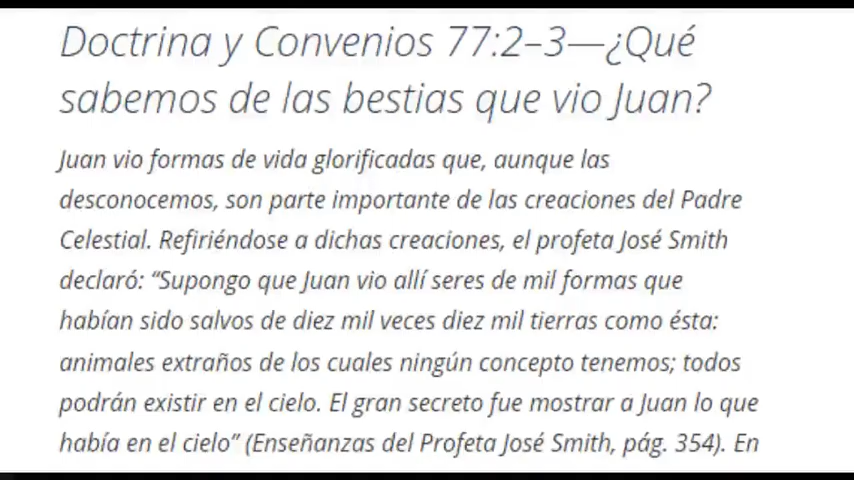 Doctrina y Convenios 77:2–3—¿Qué
sabemos de las bestias que vio Juan?
Juan vio formas de vida glorificadas que, aunque las
desconocemos, son parte importante de las creaciones del Padre
Celestial. Refiriéndose a dichas creaciones, el profeta José Smith
declaró: “Supongo que Juan vio allí seres de mil formas que
habían sido salvos de diez mil veces diez mil tierras como ésta:
animales extraños de los cuales ningún concepto tenemos; todos
podrán existir en el cielo. El gran secreto fue mostrar a Juan lo que
había en el cielo” (Enseñanzas del Profeta José Smith, pág. 354). En